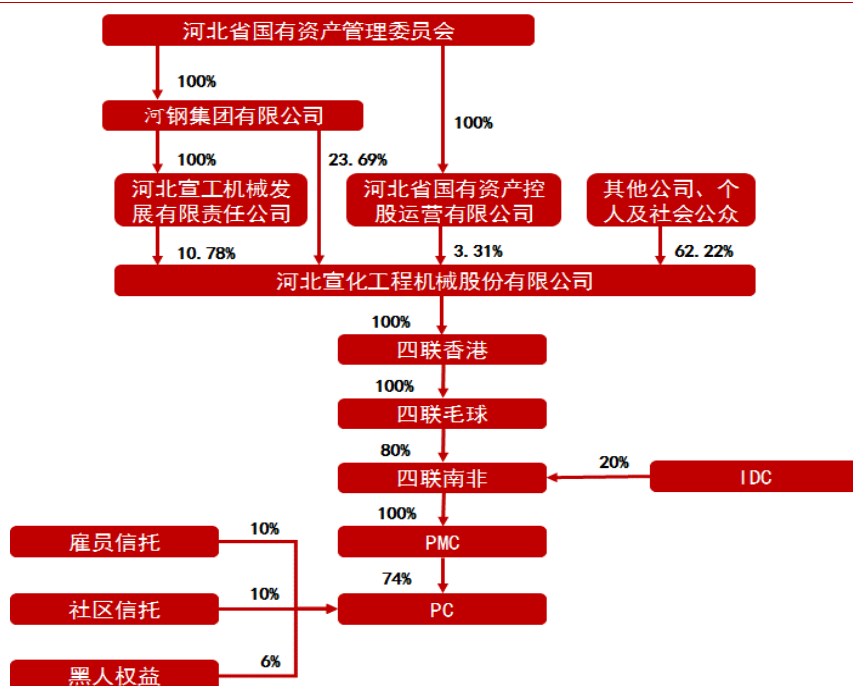 河北省国有资产管理委员会
100%
河钢集团有限公司
100%
100%
23.69%
河北宣工机械发
展有限责任公司
河北省国有资产控
股运营有限公司
其他公司、个
人及社会公众
10.78%
3.31%
62.22%
河北宣化工程机械股份有限公司
100%
四联香港
100%
四联毛球
80%
四联南非
20%
IDC
100%
雇员信托
10%
PMC
74%
社区信托
10%
PC
黑人权益
6%